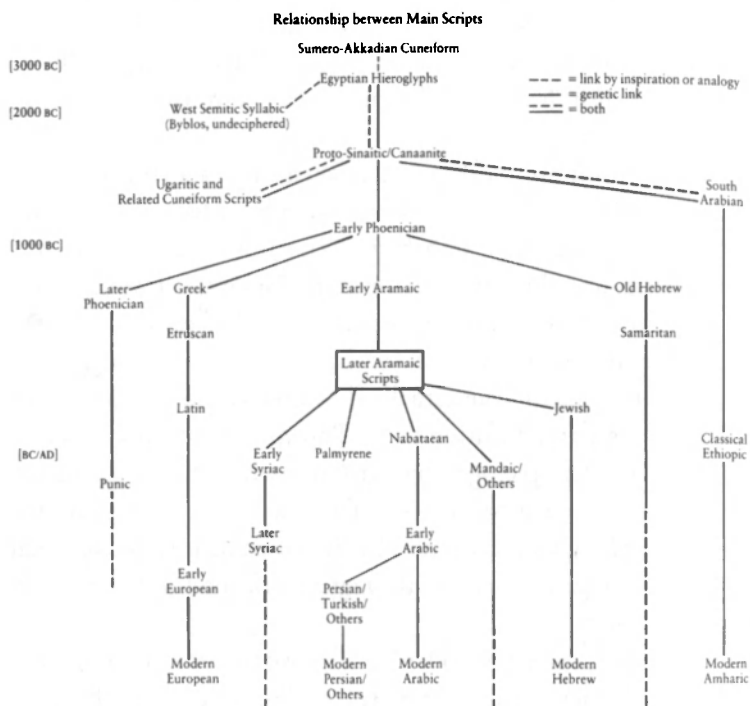 Relationship between Main Scripts
Sumero-Akkadian Cuneiform
[3000 BC]
Egyptian Hieroglyphs
= link by inspiration or analogy
= genetic link
= both
[2000 BC]
West Semitic Syllabic
(Byblos, undeciphered)
Proto-Sinaitic/Canaanite
Ugaritic and
Related Cuneiform Scripts
South
Arabian
Early Phoenician
[1000 BC]
Later
Phoenician
Greek
Early Aramaic
Old Hebrew
Etruscan
Samaritan
Later Aramaic
Scripts
Latin
Jewish
[BC/AD]
Early
Syriac
Palmyrene
Nabataean
Mandaic/
Others
Classical
Ethiopic
Punic
Later
Syriac
Early
Arabic
Early
European
Persian/
Turkish/
Others
Modern
European
Modern
Persian/
Others
Modern
Arabic
Modern
Hebrew
Modern
Amharic